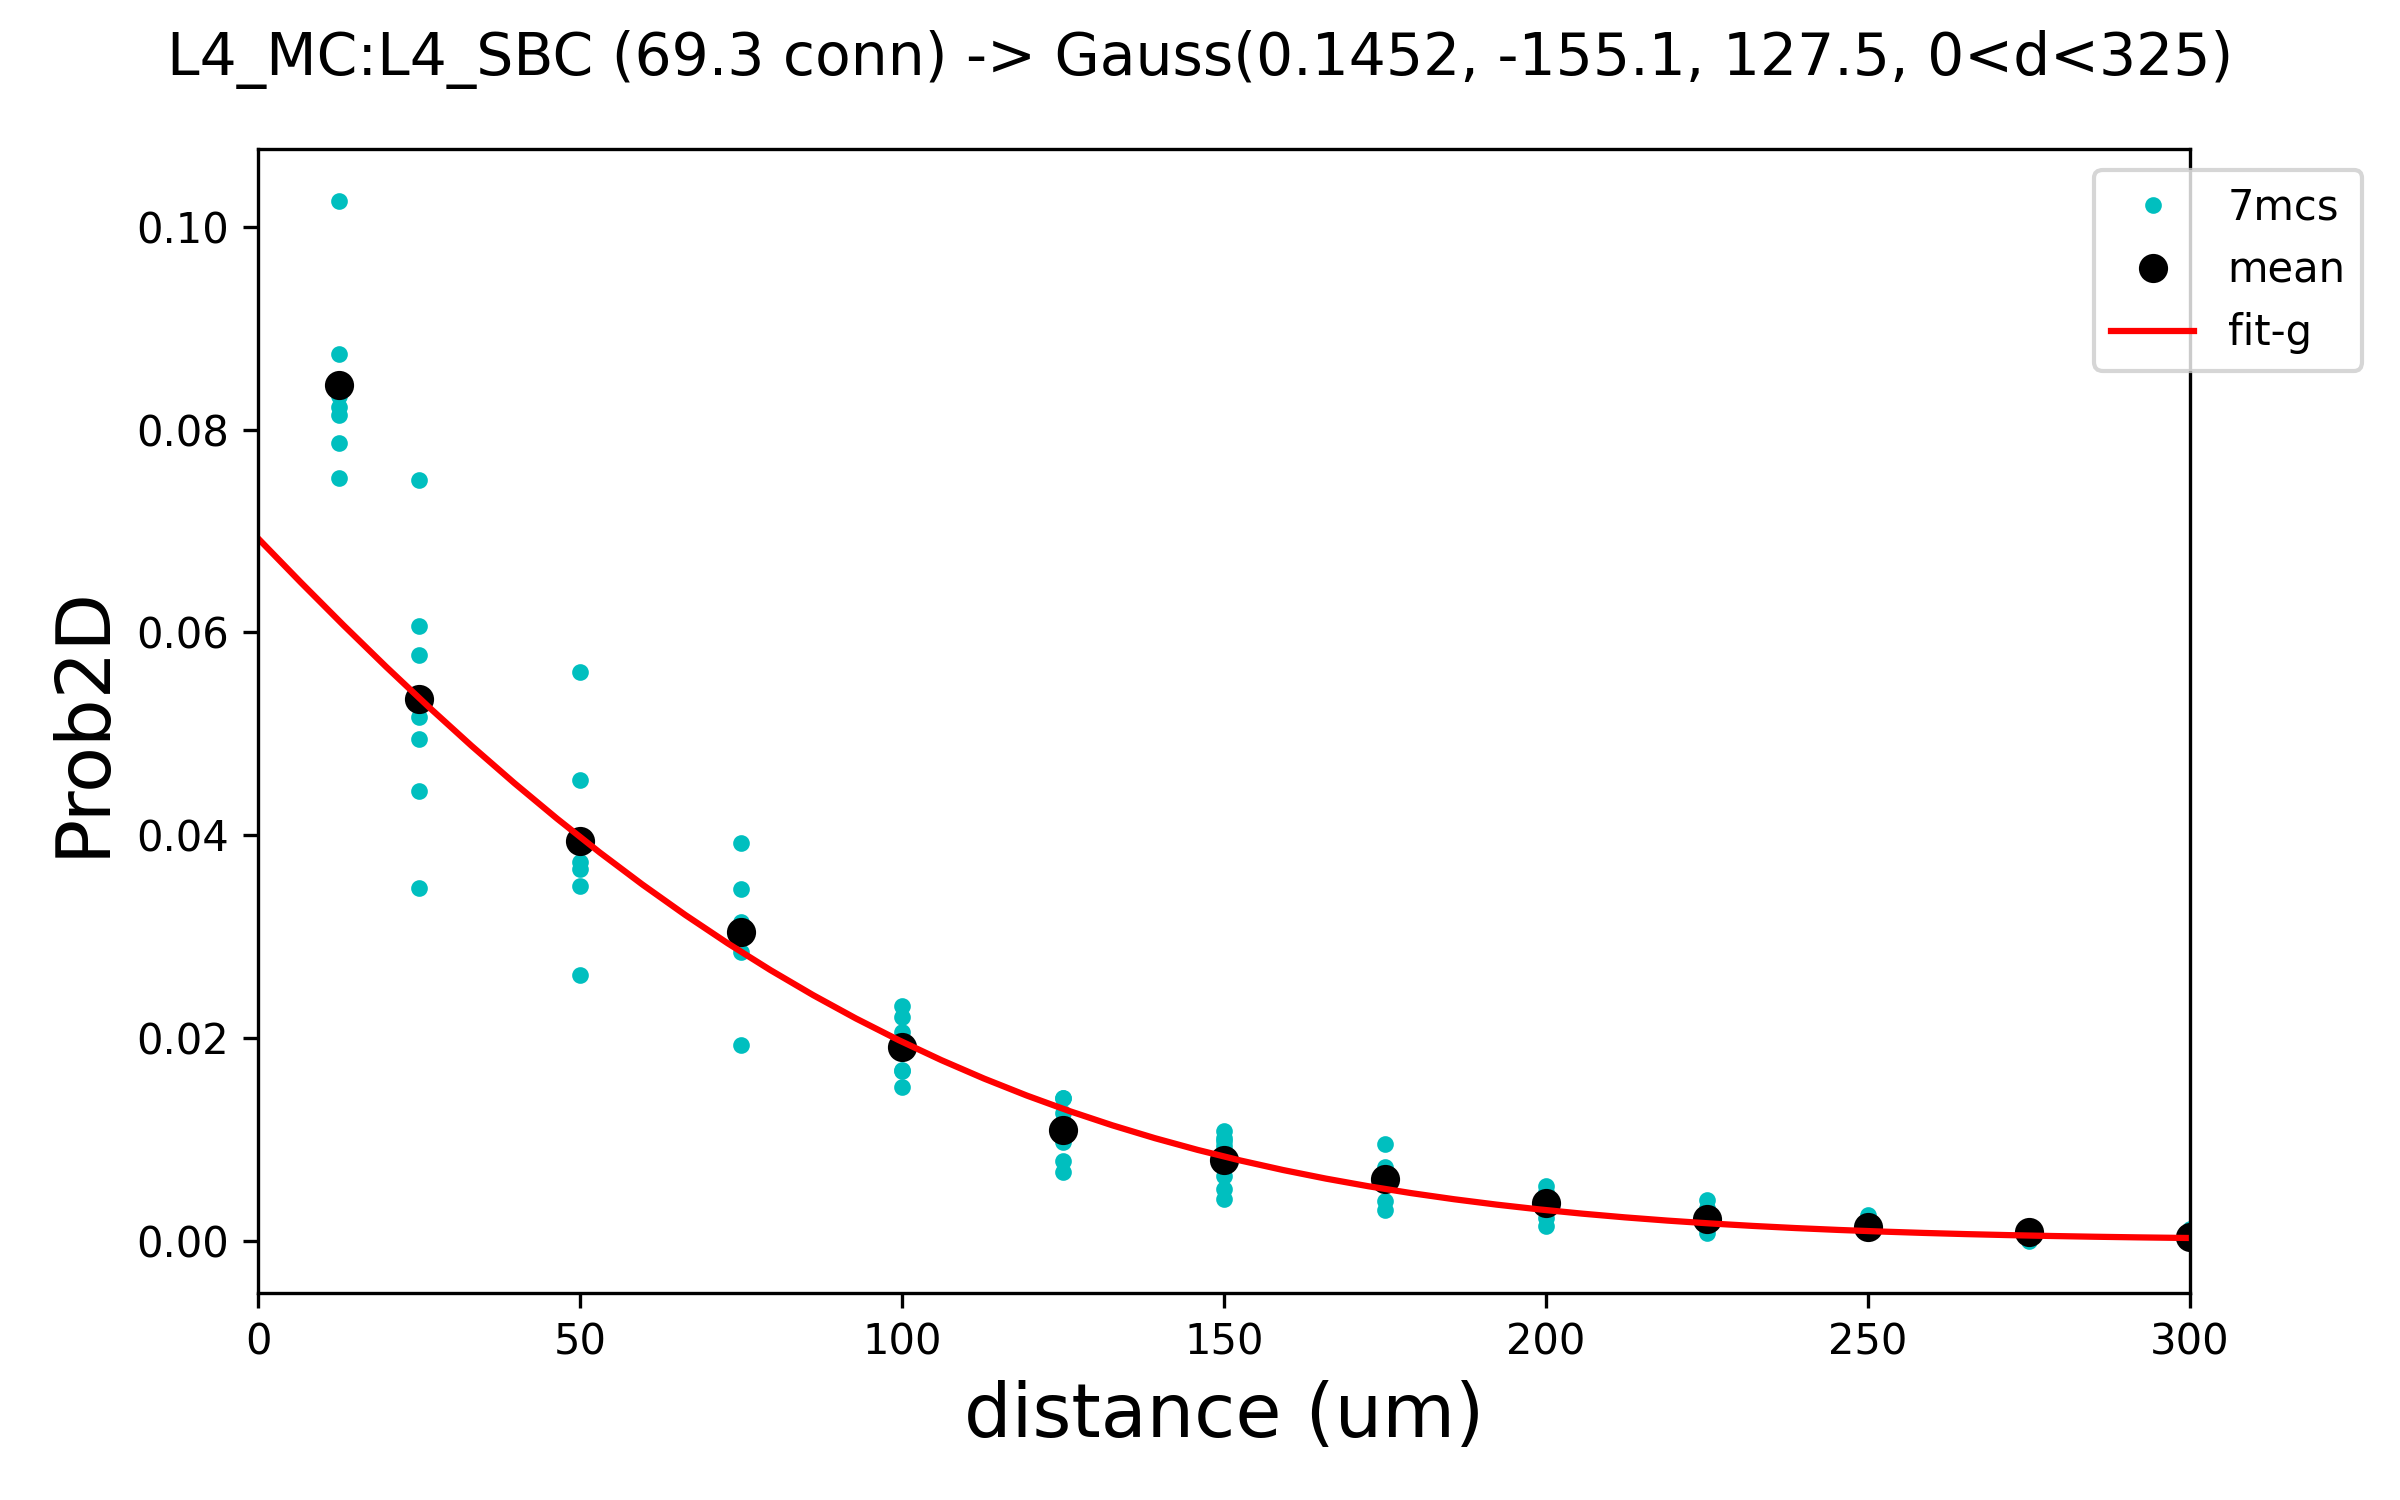 L4_MC:L4_SBC (69.3 conn) -> Gauss(0.1452, -155.1, 127.5, 0<d<325)
7mcs
mean
fit-g
Prob2D
0.10
0.08
0.06
0.04
0.02
0.00
0 50 100 150 200 250 300
distance (um)